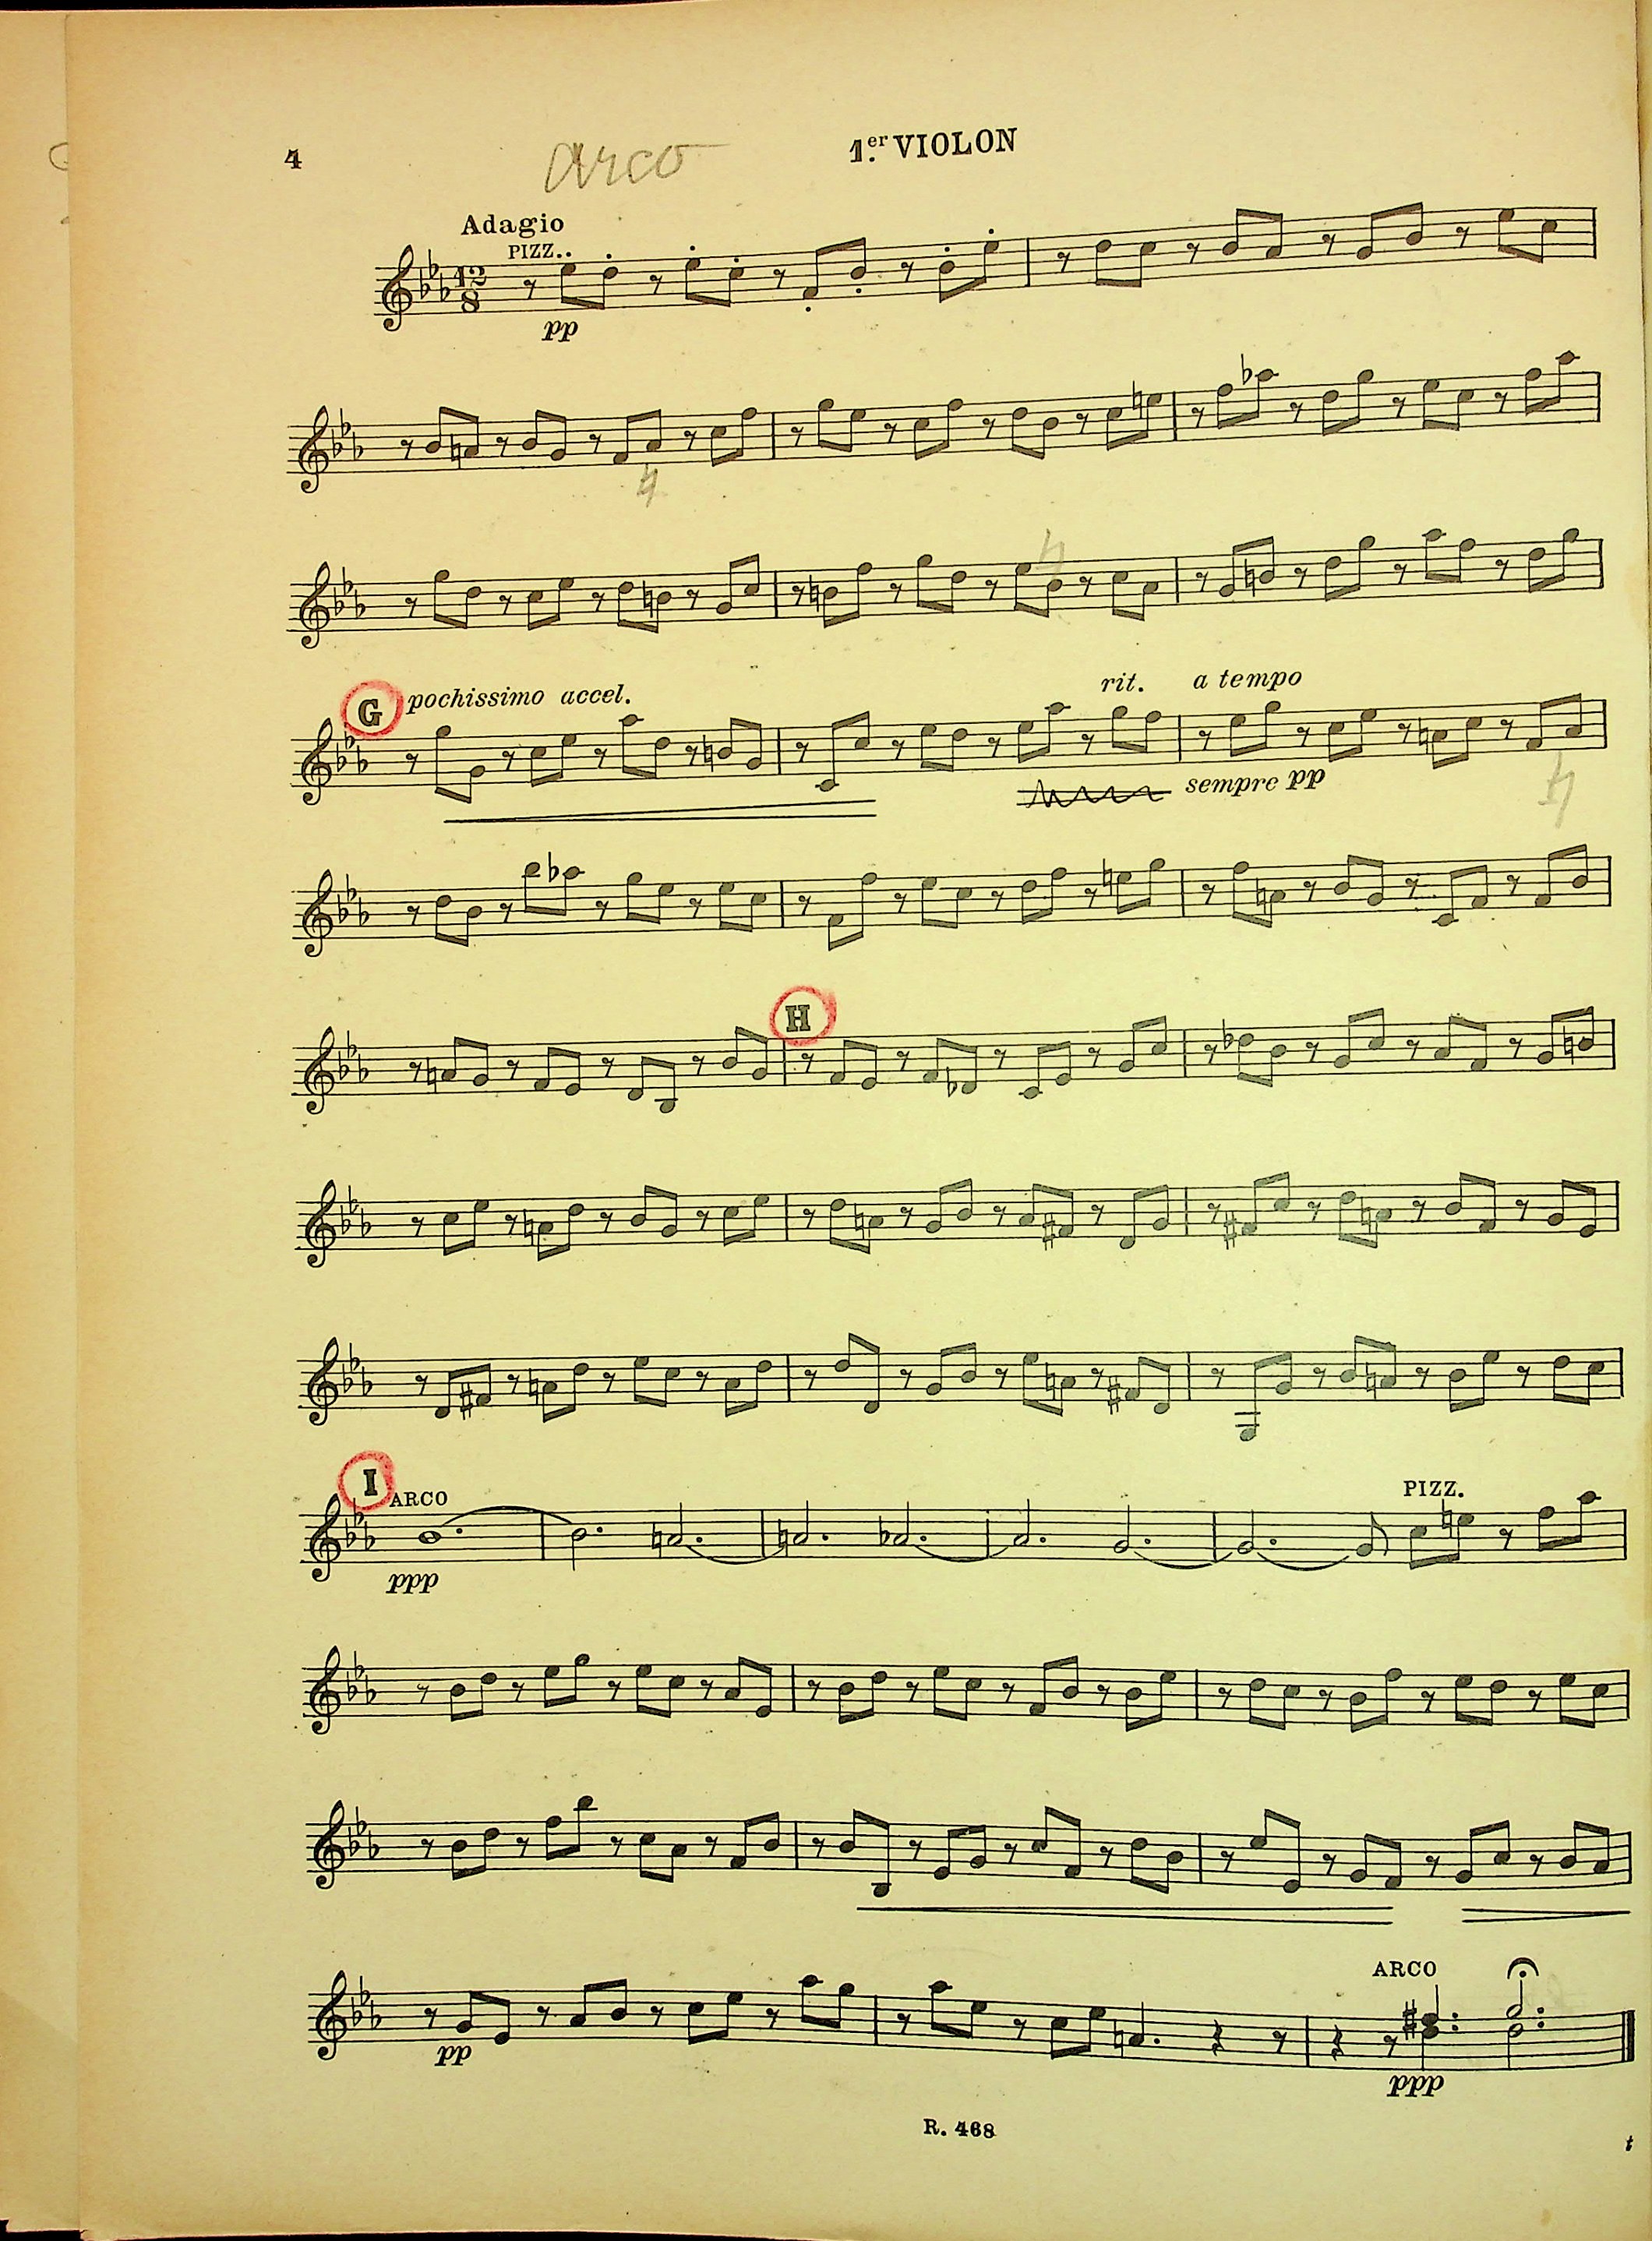 4
arco
1.er VIOLON
Adagio
PIZZ.
12
8
pp
G pochissimo accel.
rit. a tempo
sempre pp
H
I
ARCO
PIZZ.
ppp
pp
ARCO
ppp
R. 468
t